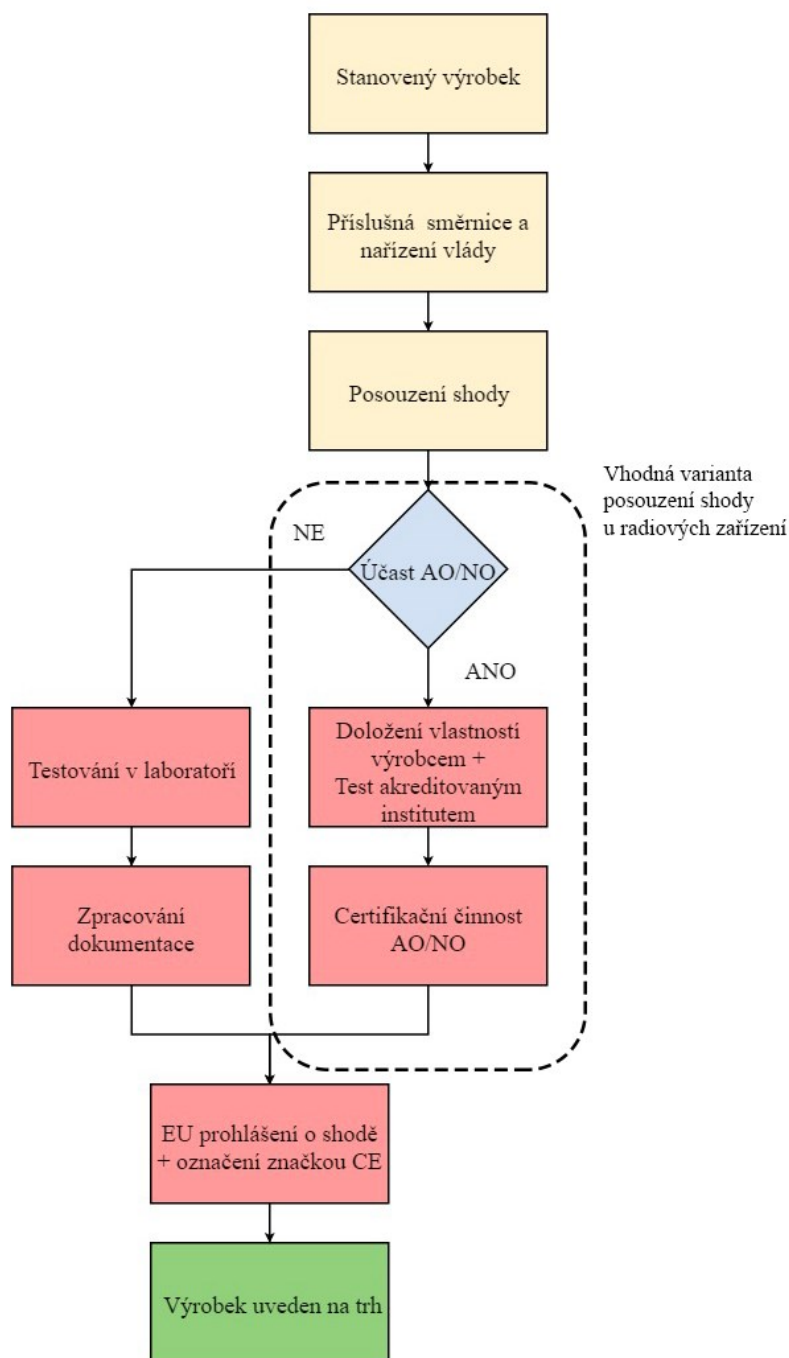 Stanovený výrobek
Příslušná směrnice a
nařízení vlády
Posouzení shody
Vhodná varianta
posouzení shody
u radiových zařízení
NE
Účast AO/NO
ANO
Testování v laboratoři
Doložení vlastností
výrobcem +
Test akreditovaným
institutem
Zpracování
dokumentace
Certifikační činnost
AO/NO
EU prohlášení o shodě
+ označení značkou CE
Výrobek uveden na trh